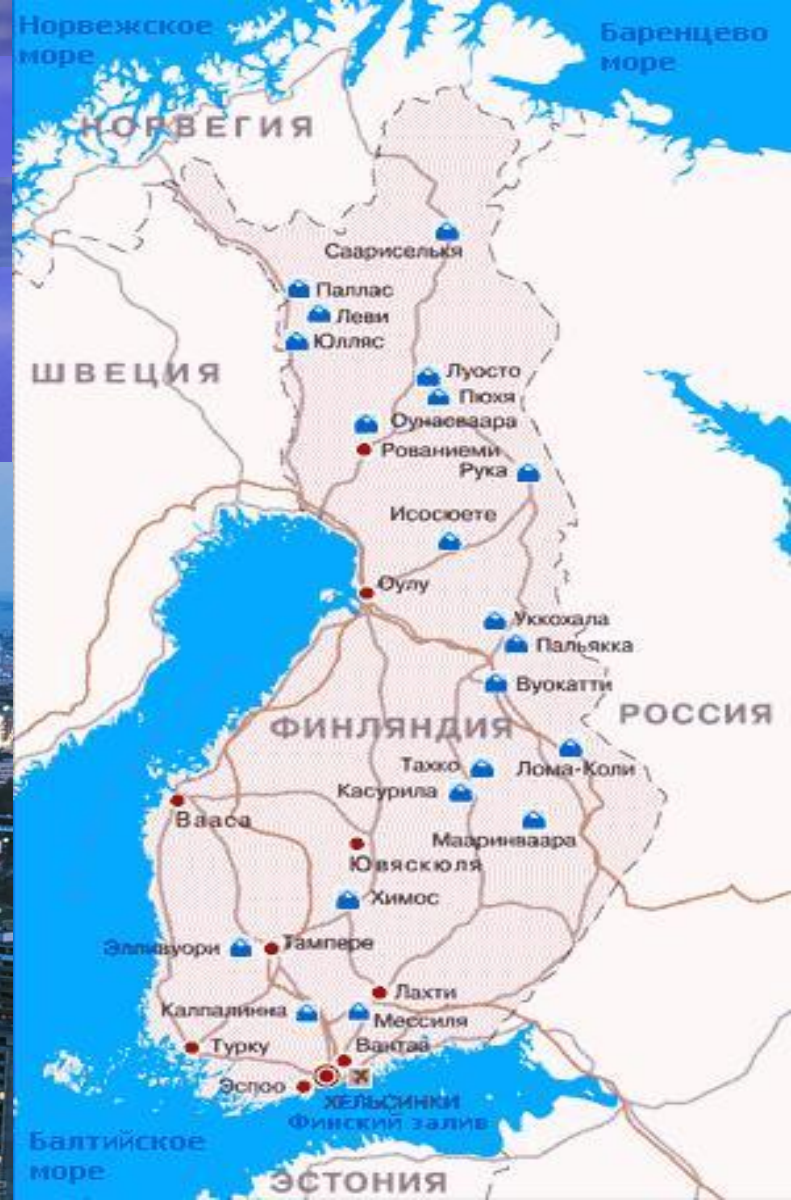 Норвежское
море
Баренцево
море
НОРВЕГИЯ
Саариселькя
Паллас
Леви
Юлляс
ШВЕЦИЯ
Луосто
Пюхя
Оунасваара
Рованиеми
Рука
Исосюете
Оулу
Уккохала
Пальякка
Вуокатти
РОССИЯ
ФИНЛЯНДИЯ
Тахко
Лома-Коли
Касурила
Вааса
Мааринваара
Ювяскюля
Химос
Элливуори
Тампере
Лахти
Калпалинна
Мессиля
Турку
Вантаа
Эспоо
ХЕЛЬСИНКИ
Финский залив
Балтийское
море
ЭСТОНИЯ